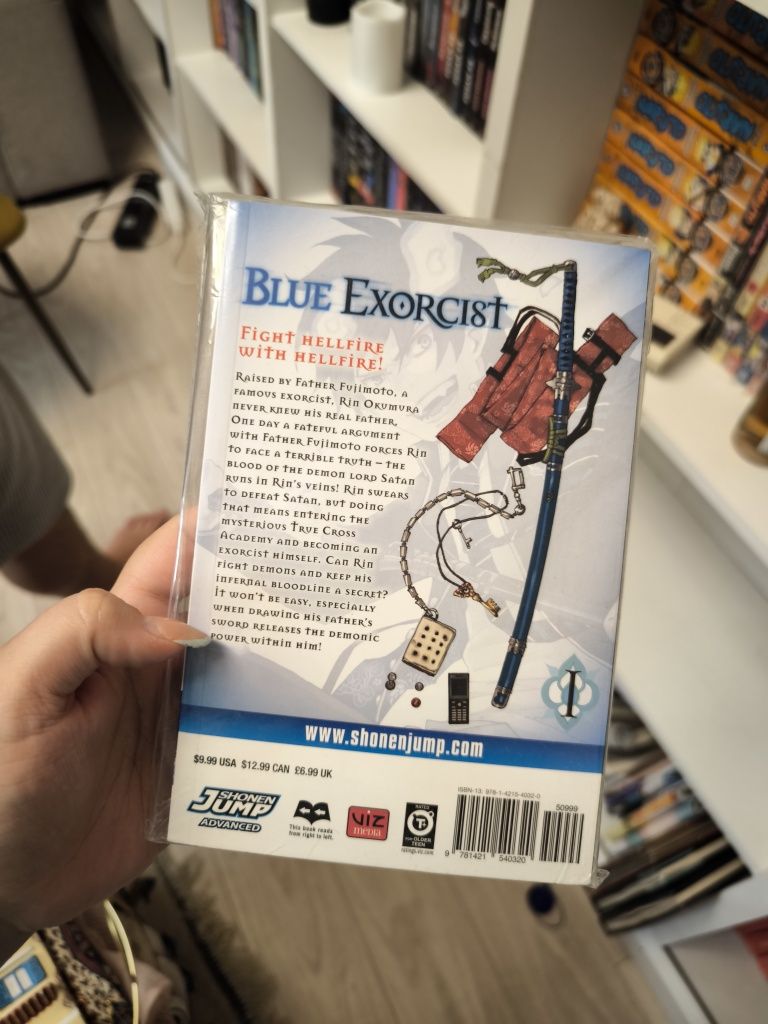 BLUE EXORCIST
FIGHT HELLFIRE
WITH HELLFIRE!
RAISED BY FATHER FUJIMOTO, A
FAMOUS EXORCIST, RIN OKUMURA
NEVER KNEW HIS REAL FATHER.
ONE DAY A FATEFUL ARGUMENT
WITH FATHER FUJIMOTO FORCES RIN
TO FACE A TERRIBLE TRUTH – THE
BLOOD OF THE DEMON LORD SATAN
RUNS IN RIN'S VEINS! RIN SWEARS
TO DEFEAT SATAN, BUT DOING
THAT MEANS ENTERING THE
MYSTERIOUS TRUE CROSS
ACADEMY AND BECOMING AN
EXORCIST HIMSELF. CAN RIN
FIGHT DEMONS AND KEEP HIS
INFERNAL BLOODLINE A SECRET?
IT WON'T BE EASY, ESPECIALLY
WHEN DRAWING HIS FATHER'S
SWORD RELEASES THE DEMONIC
POWER WITHIN HIM!
I
www.shonenjump.com
$9.99 USA $12.99 CAN £6.99 UK
SHONEN
JUMP
ADVANCED
This book reads
from right to left.
VIZ
media
RATED
T+
FOR OLDER
TEEN
ratings.viz.com
ISBN-13: 978-1-4215-4032-0
50999
9 781421 540320